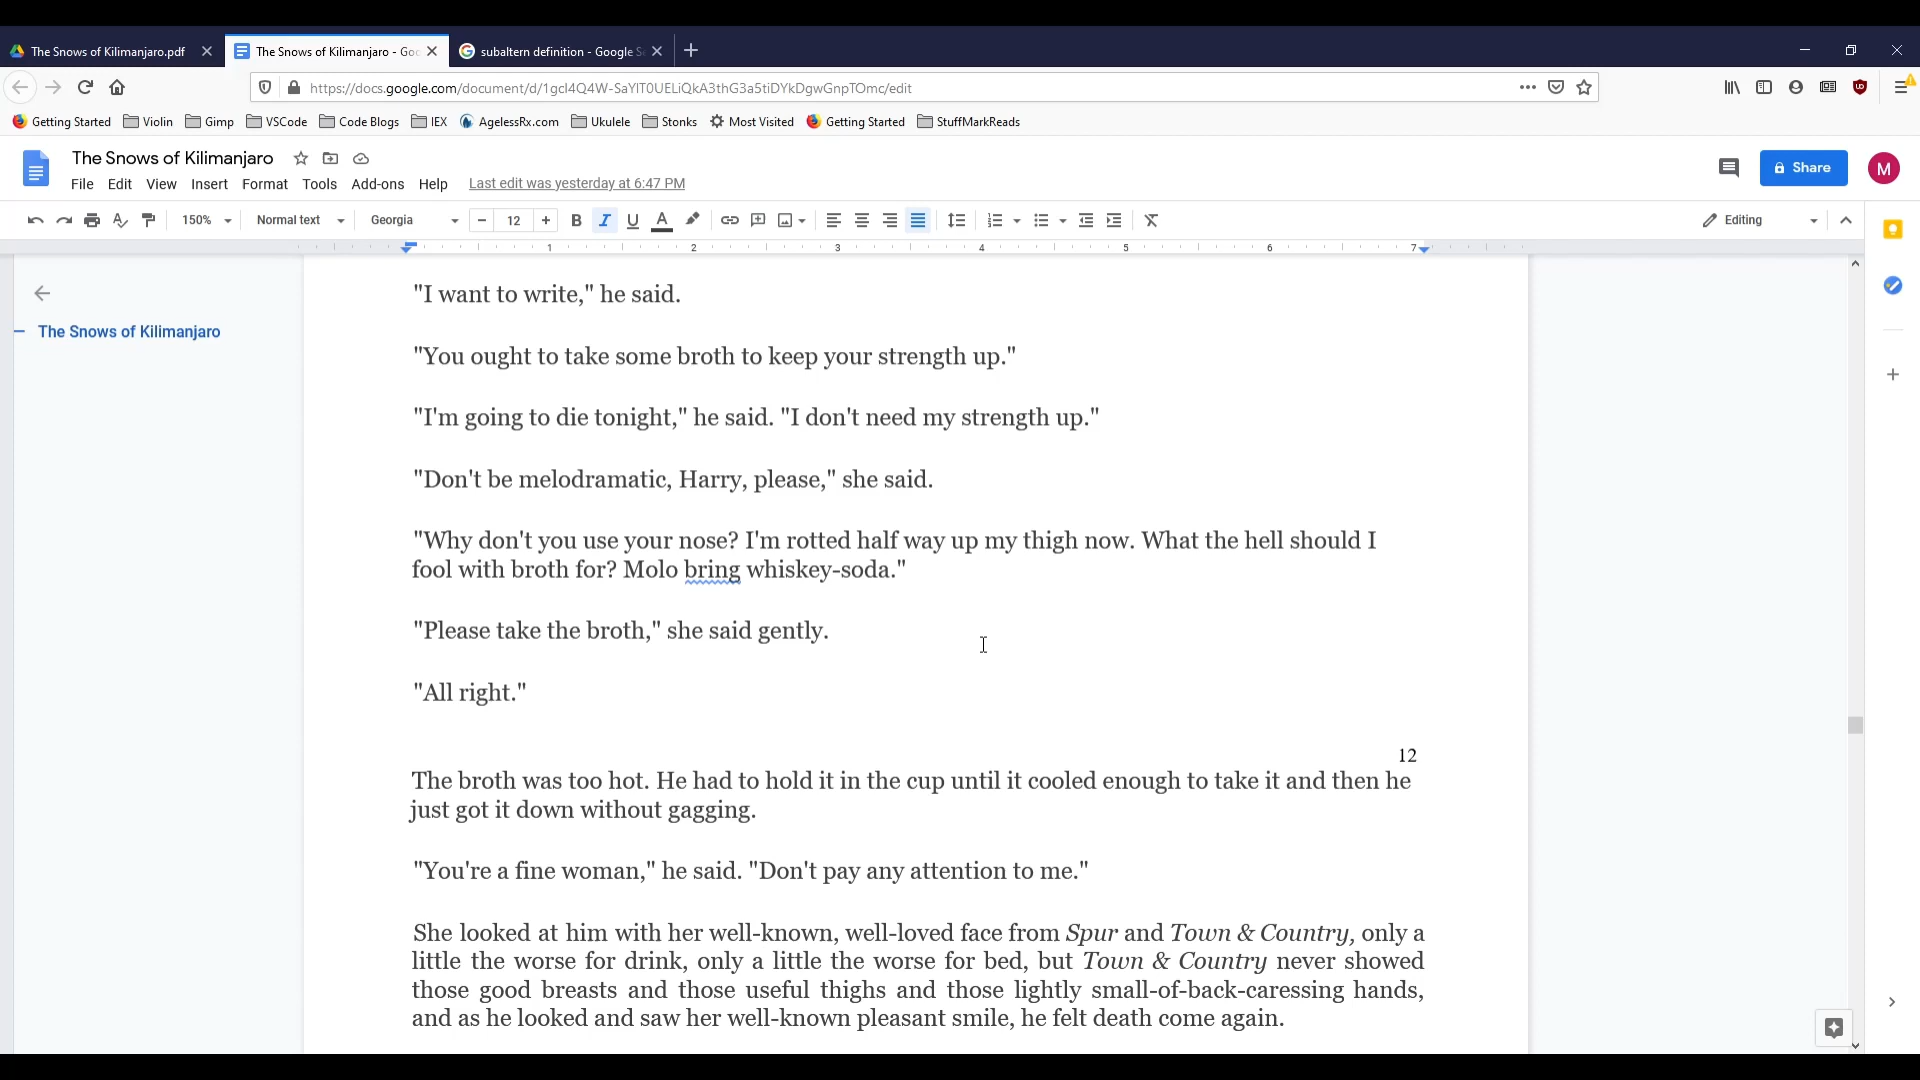 The Snows of Kilimanjaro.pdf
The Snows of Kilimanjaro - Goo
subaltern definition - Google S
https://docs.google.com/document/d/1gcl4Q4W-SaYlT0UELiQkA3thG3a5tiDYkDgwGnpTOmc/edit
Getting Started Violin Gimp VSCode Code Blogs IEX AgelessRx.com Ukulele Stonks Most Visited Getting Started StuffMarkReads
The Snows of Kilimanjaro
Share
M
File Edit View Insert Format Tools Add-ons Help Last edit was yesterday at 6:47 PM
150% Normal text Georgia 12 B I U A Editing
1 2 3 4 5 6 7
The Snows of Kilimanjaro
"I want to write," he said.
"You ought to take some broth to keep your strength up."
"I'm going to die tonight," he said. "I don't need my strength up."
"Don't be melodramatic, Harry, please," she said.
"Why don't you use your nose? I'm rotted half way up my thigh now. What the hell should I
fool with broth for? Molo bring whiskey-soda."
"Please take the broth," she said gently.
"All right."
12
The broth was too hot. He had to hold it in the cup until it cooled enough to take it and then he
just got it down without gagging.
"You're a fine woman," he said. "Don't pay any attention to me."
She looked at him with her well-known, well-loved face from Spur and Town & Country, only a
little the worse for drink, only a little the worse for bed, but Town & Country never showed
those good breasts and those useful thighs and those lightly small-of-back-caressing hands,
and as he looked and saw her well-known pleasant smile, he felt death come again.